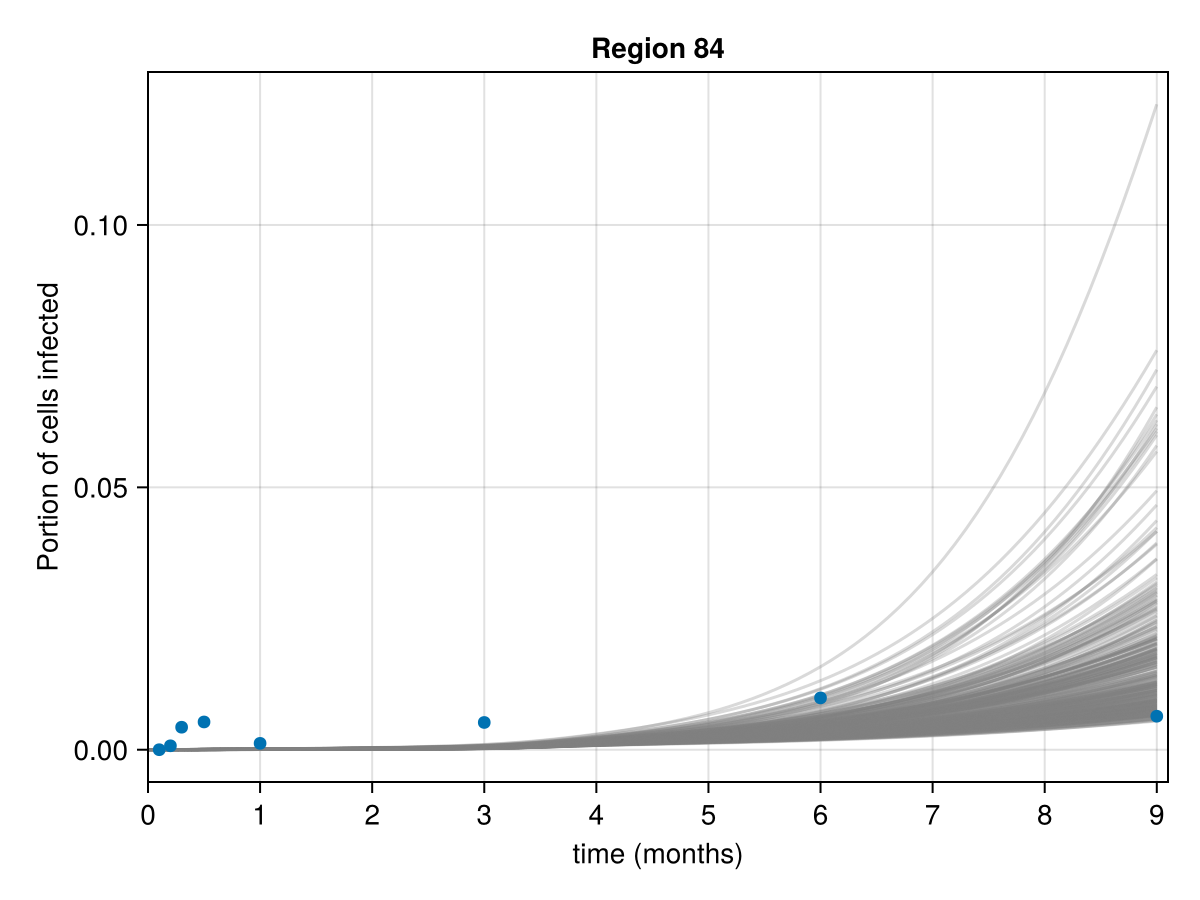 Region 84
Portion of cells infected
0.10
0.05
0.00
0 1 2 3 4 5 6 7 8 9
time (months)